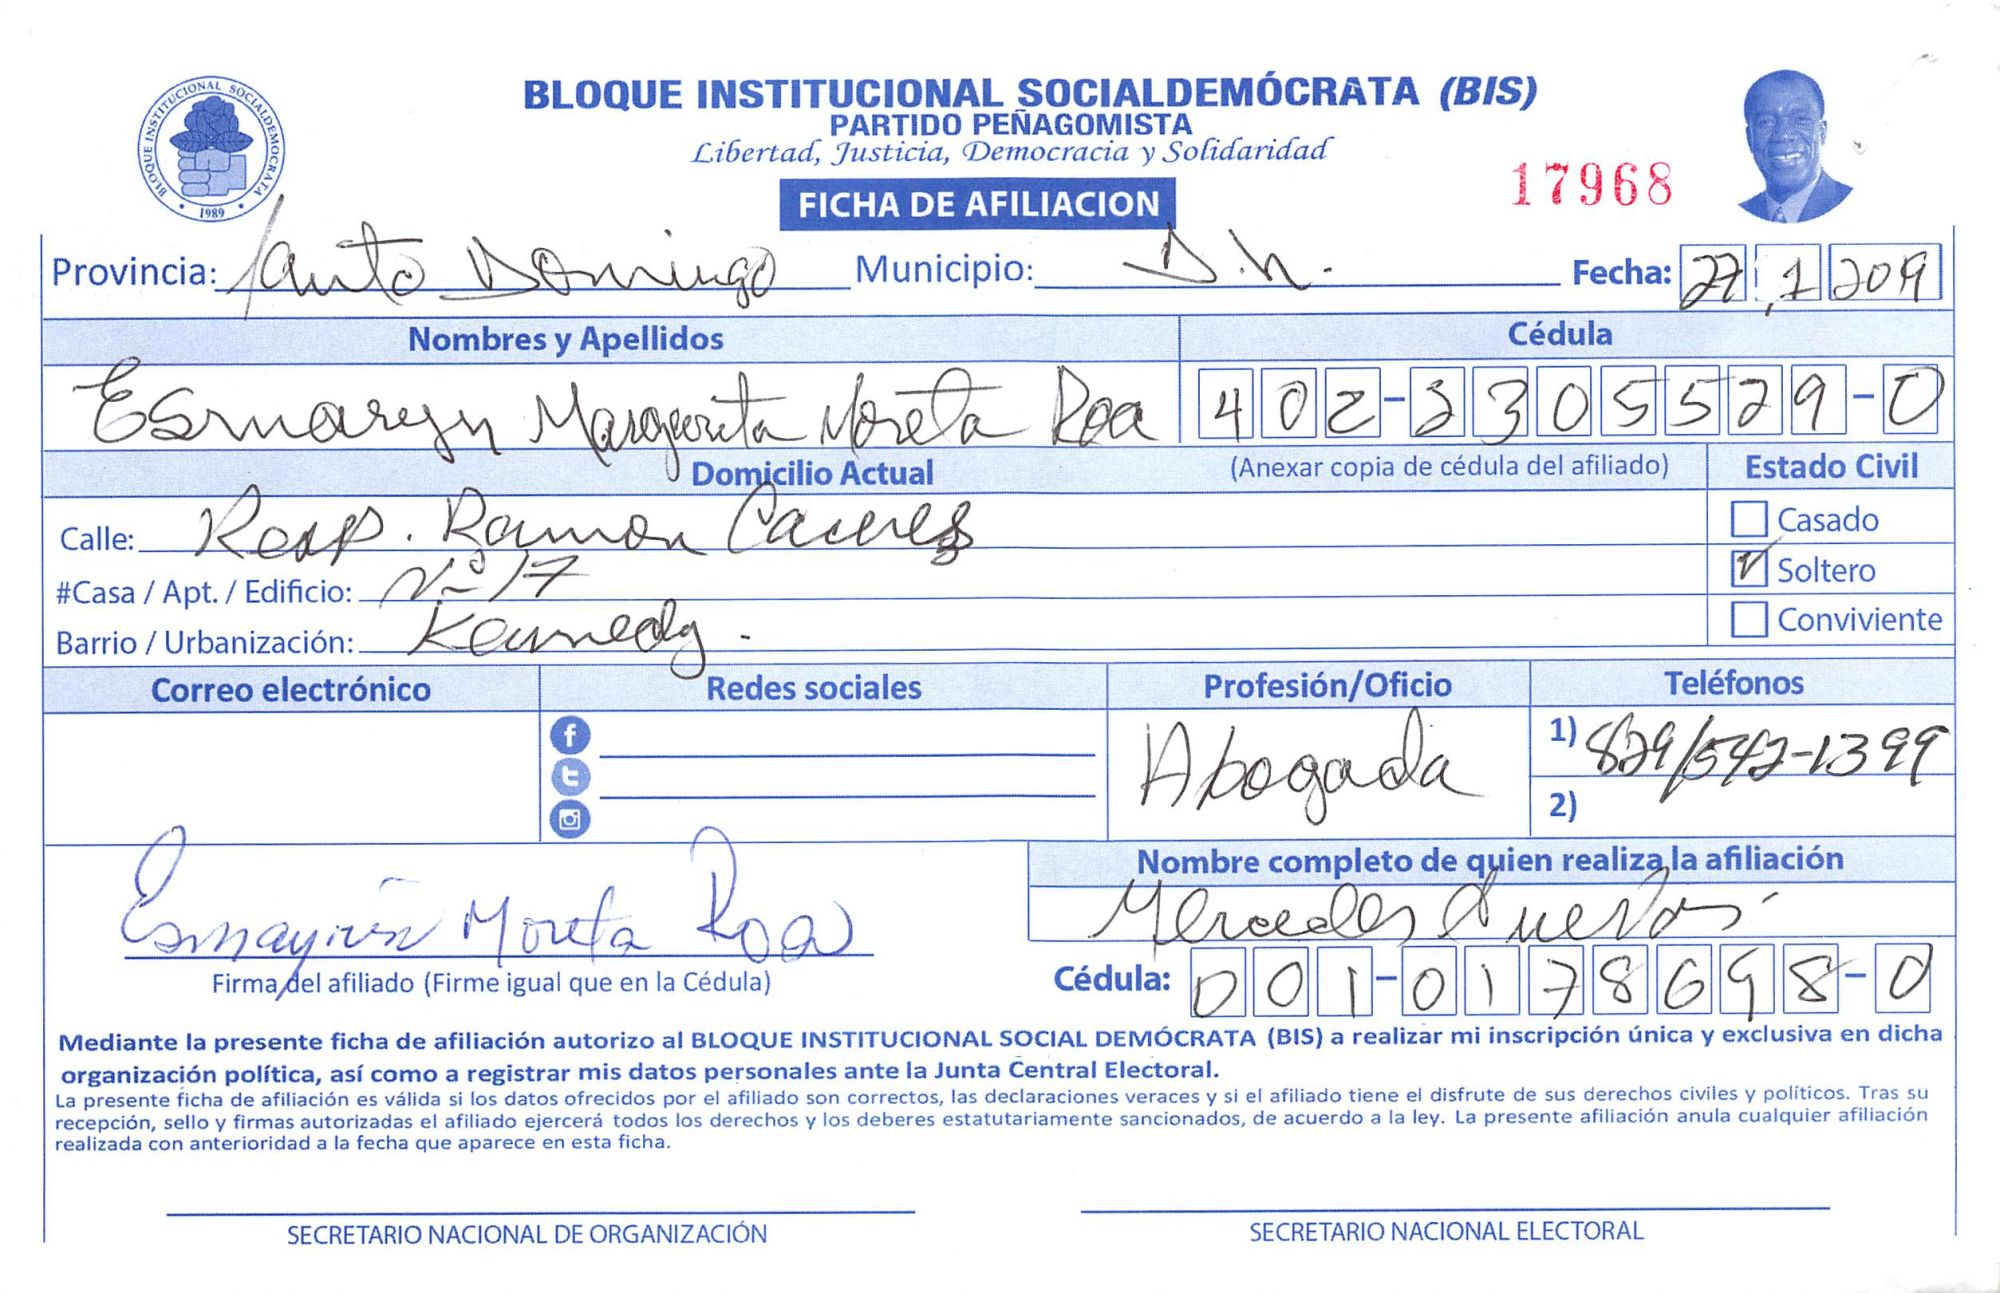 BLOQUE INSTITUCIONAL SOCIALDEMOCRATA
1989
BLOQUE INSTITUCIONAL SOCIALDEMÓCRATA (BIS)
PARTIDO PEÑAGOMISTA
Libertad, Justicia, Democracia y Solidaridad
17968
FICHA DE AFILIACION
Provincia: Santo Domingo Municipio: D.N. Fecha: 27 1 2019
Nombres y Apellidos Cédula
Margarita Moreta Roa 402-3305529-0
Domicilio Actual (Anexar copia de cédula del afiliado) Estado Civil
Calle: Resp. Ramon Caceres Casado
#Casa / Apt. / Edificio: Nº 17 Soltero
Barrio / Urbanización: Kennedy. Conviviente
Correo electrónico Redes sociales Profesión/Oficio Teléfonos
Abogada 1) 829/542-1399
2)
Nombre completo de quien realiza la afiliación
Moreta Roa Mercedes
Firma del afiliado (Firme igual que en la Cédula) Cédula: 001-0178698-0
Mediante la presente ficha de afiliación autorizo al BLOQUE INSTITUCIONAL SOCIAL DEMÓCRATA (BIS) a realizar mi inscripción única y exclusiva en dicha
organización política, así como a registrar mis datos personales ante la Junta Central Electoral.
La presente ficha de afiliación es válida si los datos ofrecidos por el afiliado son correctos, las declaraciones veraces y si el afiliado tiene el disfrute de sus derechos civiles y políticos. Tras su
recepción, sello y firmas autorizadas el afiliado ejercerá todos los derechos y los deberes estatutariamente sancionados, de acuerdo a la ley. La presente afiliación anula cualquier afiliación
realizada con anterioridad a la fecha que aparece en esta ficha.
SECRETARIO NACIONAL DE ORGANIZACIÓN SECRETARIO NACIONAL ELECTORAL